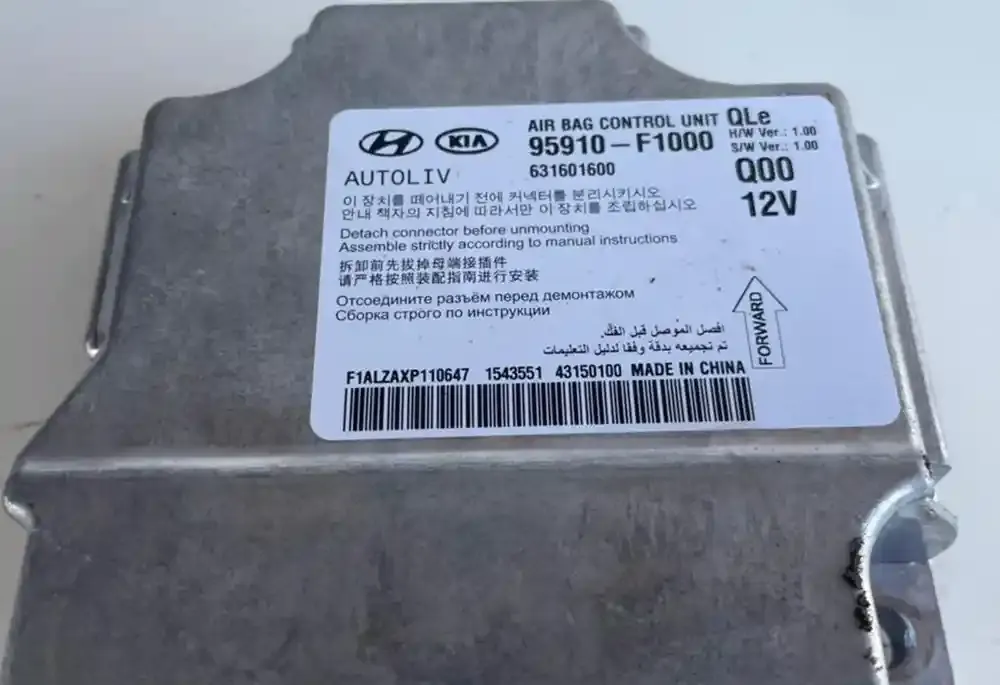 KIA
AUTOLIV
AIR BAG CONTROL UNIT QLe
95910-F1000
631601600
H/W Ver.: 1.00
S/W Ver.: 1.00
Q00
12V
이 장치를 떼어내기 전에 커넥터를 분리시키시오
안내 책자의 지침에 따라서만 이 장치를 조립하십시오
Detach connector before unmounting
Assemble strictly according to manual instructions
拆卸前先拔掉母端接插件
请严格按照装配指南进行安装
Отсоедините разъём перед демонтажом
Сборка строго по инструкции
افصل الموصل قبل الفك.
تم تجميعه بدقة وفقا لدليل التعليمات
FORWARD
F1ALZAXP110647 1543551 43150100 MADE IN CHINA